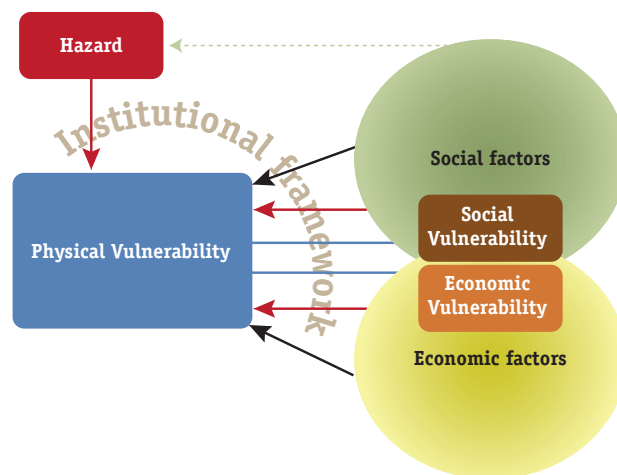 Hazard
Institutional framework
Social factors
Physical Vulnerability
Social
Vulnerability
Economic
Vulnerability
Economic factors